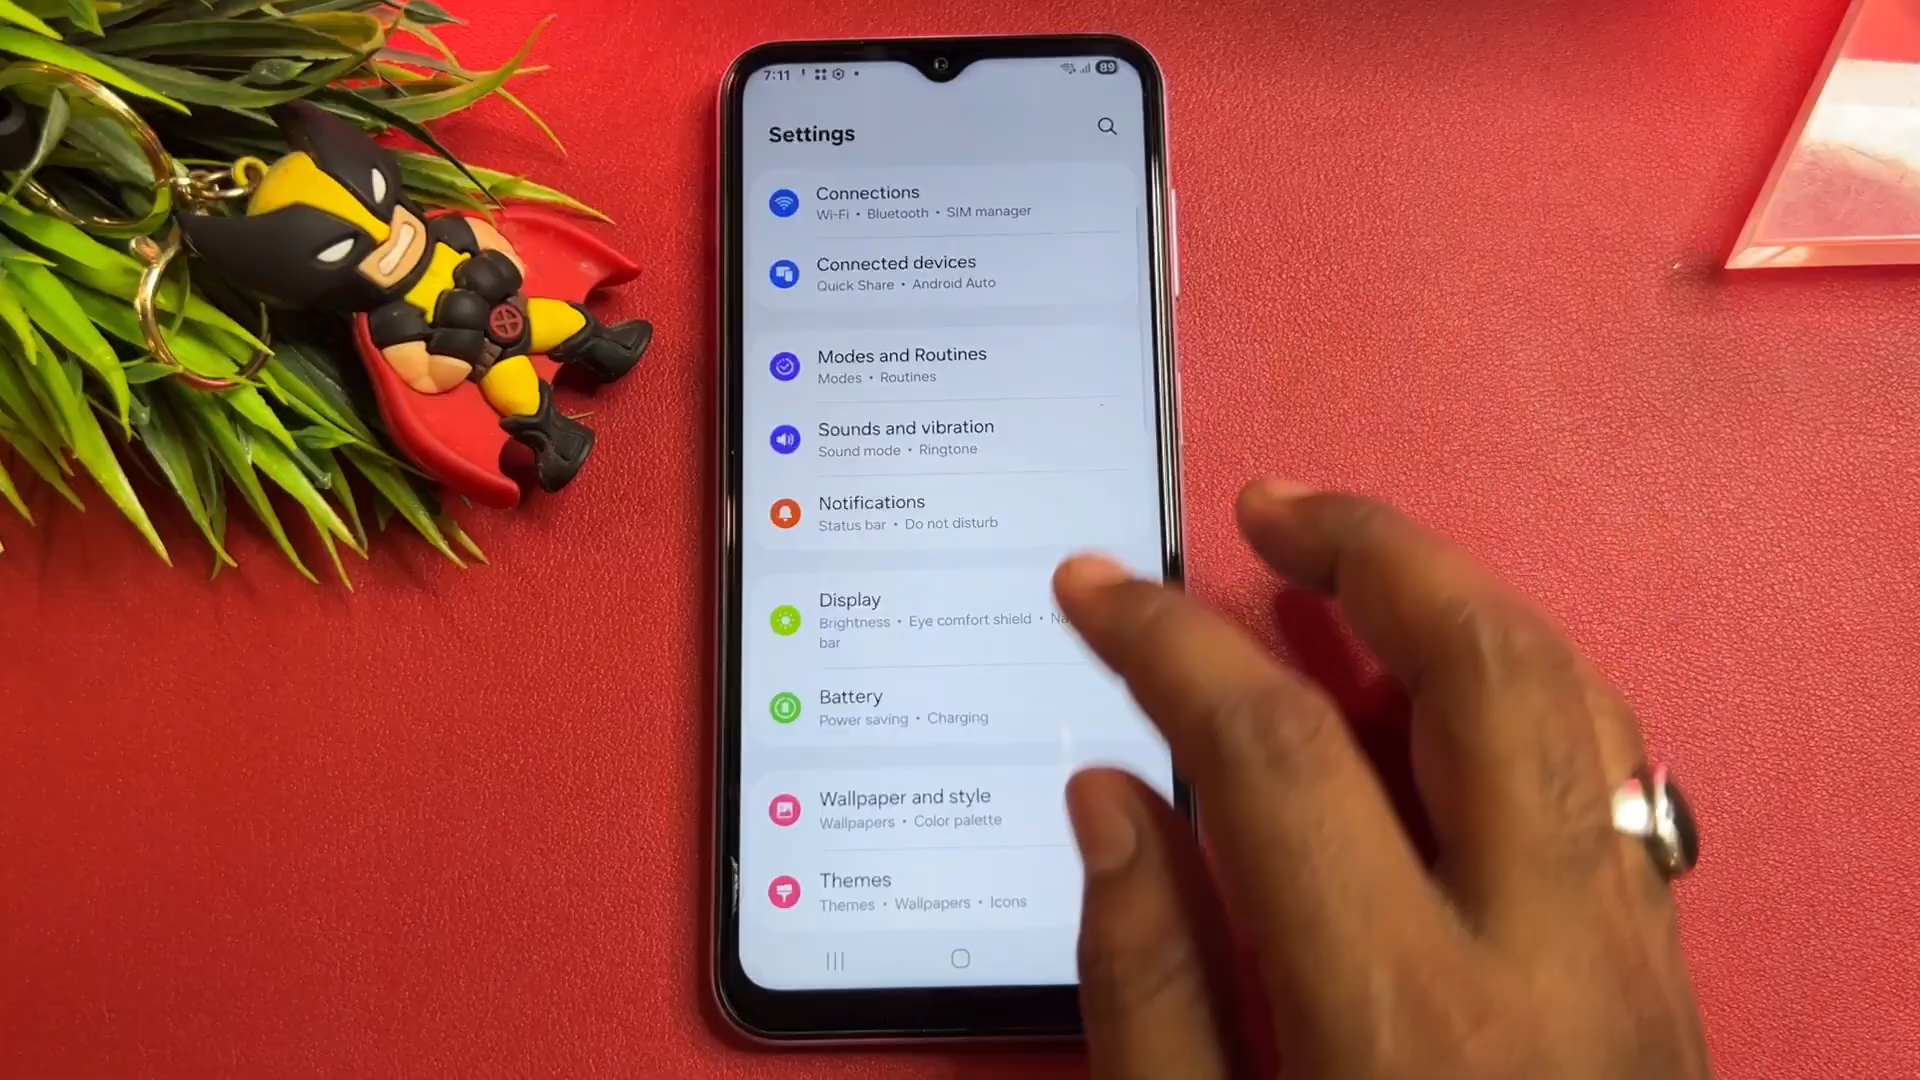 7:11
89
Settings
Connections
Wi-Fi • Bluetooth • SIM manager
Connected devices
Quick Share • Android Auto
Modes and Routines
Modes • Routines
Sounds and vibration
Sound mode • Ringtone
Notifications
Status bar • Do not disturb
Display
Brightness • Eye comfort shield •
bar
Battery
Power saving • Charging
Wallpaper and style
Wallpapers • Color palette
Themes
Themes • Wallpapers • Icons